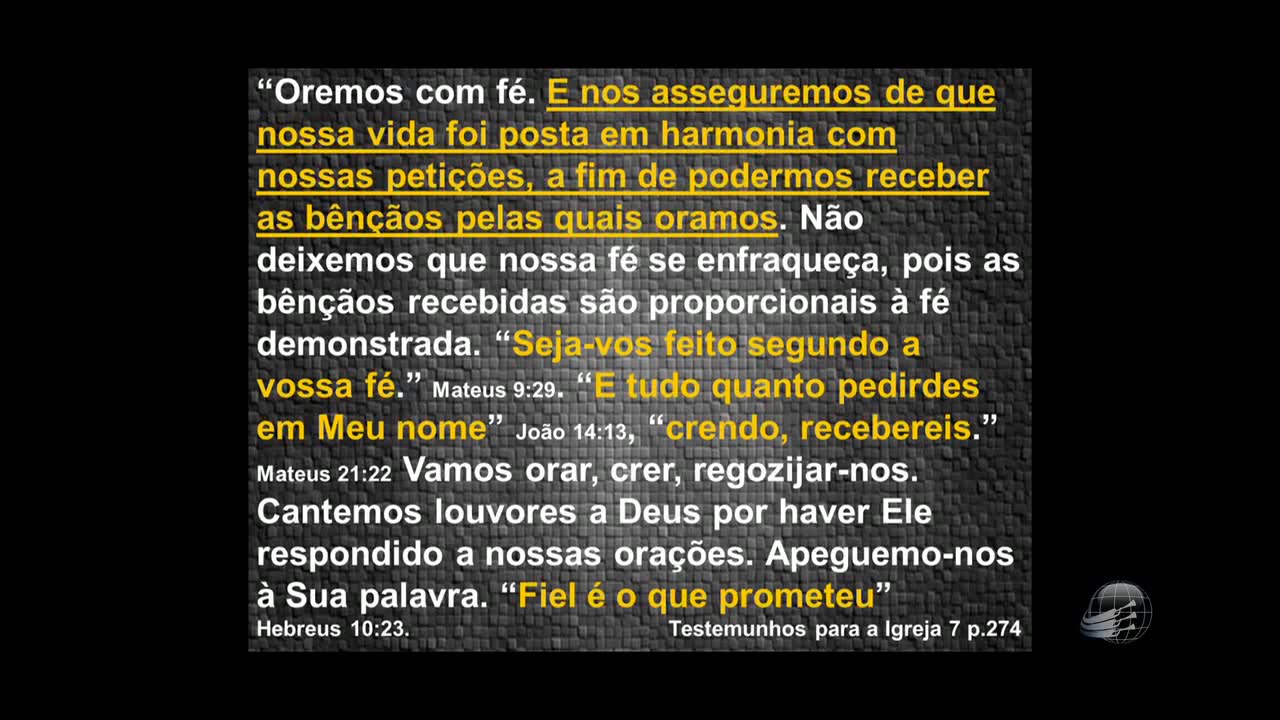 “Oremos com fé. E nos asseguremos de que
nossa vida foi posta em harmonia com
nossas petições, a fim de podermos receber
as bênçãos pelas quais oramos. Não
deixemos que nossa fé se enfraqueça, pois as
bênçãos recebidas são proporcionais à fé
demonstrada. “Seja-vos feito segundo a
vossa fé.” Mateus 9:29. “E tudo quanto pedirdes
em Meu nome” João 14:13, “crendo, recebereis.”
Mateus 21:22 Vamos orar, crer, regozijar-nos.
Cantemos louvores a Deus por haver Ele
respondido a nossas orações. Apeguemo-nos
à Sua palavra. “Fiel é o que prometeu”
Hebreus 10:23. Testemunhos para a Igreja 7 p.274